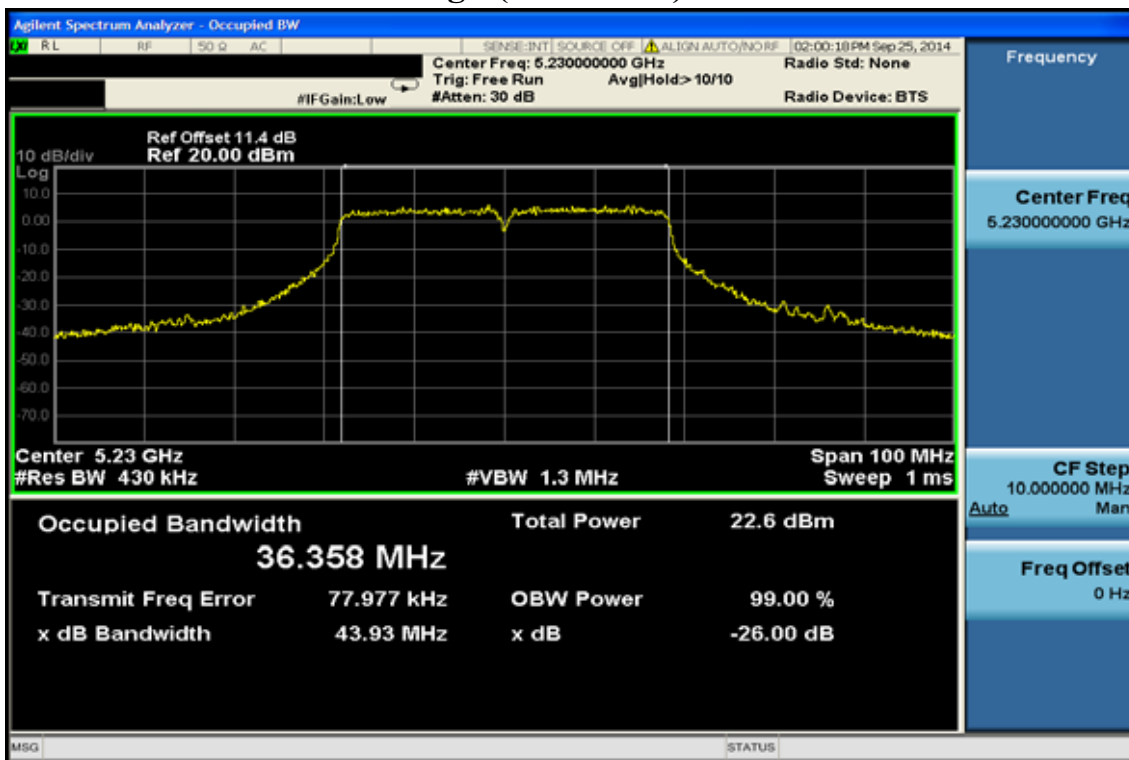 Agilent Spectrum Analyzer - Occupied BW
RL RF 50 Ω AC SENSE:INT SOURCE OFF ALIGN AUTO/NO RF 02:00:18 PM Sep 25, 2014
Center Freq: 5.230000000 GHz Radio Std: None
Trig: Free Run Avg|Hold:> 10/10
#IFGain:Low #Atten: 30 dB Radio Device: BTS
Frequency
Ref Offset 11.4 dB
10 dB/div Ref 20.00 dBm
Log
10.0
0.00
-10.0
-20.0
-30.0
-40.0
-50.0
-60.0
-70.0
Center 5.23 GHz Span 100 MHz
#Res BW 430 kHz #VBW 1.3 MHz Sweep 1 ms
Occupied Bandwidth Total Power 22.6 dBm
36.358 MHz
Transmit Freq Error 77.977 kHz OBW Power 99.00 %
x dB Bandwidth 43.93 MHz x dB -26.00 dB
Center Freq
5.230000000 GHz
CF Step
10.000000 MHz
Auto Man
Freq Offset
0 Hz
MSG STATUS